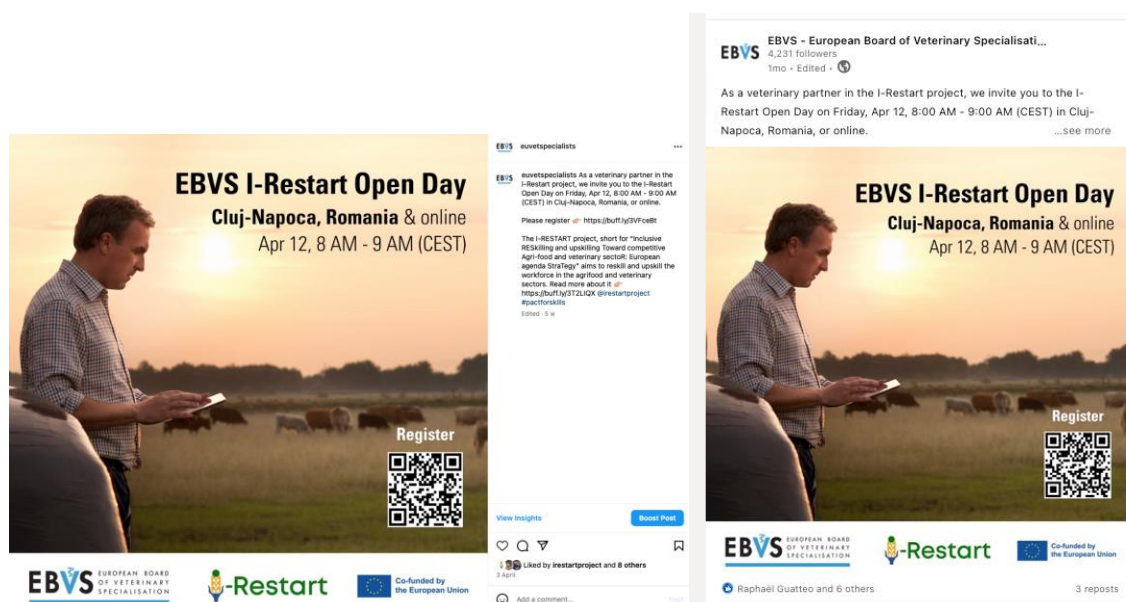 EBVS I-Restart Open Day
Cluj-Napoca, Romania & online
Apr 12, 8 AM - 9 AM (CEST)
Register
EBVS EUROPEAN BOARD
OF VETERINARY
SPECIALISATION
-Restart
Co-funded by
the European Union
EBVS euvetspecialists
EBVS euvetspecialists As a veterinary partner in the
I-Restart project, we invite you to the I-Restart
Open Day on Friday, Apr 12, 8:00 AM - 9:00 AM
(CEST) in Cluj-Napoca, Romania, or online.
Please register 👉 https://buff.ly/3VFceBt
The I-RESTART project, short for "Inclusive
RESkilling and upskilling Toward competitive
Agri-food and veterinary sectoR: European
agenda StraTegy" aims to reskill and upskill the
workforce in the agrifood and veterinary
sectors. Read more about it 👉
https://buff.ly/3T2LIQX @irestartproject
#pactforskills
Edited · 5 w
View Insights
Boost Post
Liked by irestartproject and 8 others
3 April
Add a comment...
EBVS
EBVS - European Board of Veterinary Specialisati...
4,231 followers
1mo • Edited •
As a veterinary partner in the I-Restart project, we invite you to the I-
Restart Open Day on Friday, Apr 12, 8:00 AM - 9:00 AM (CEST) in Cluj-
Napoca, Romania, or online. ...see more
EBVS I-Restart Open Day
Cluj-Napoca, Romania & online
Apr 12, 8 AM - 9 AM (CEST)
Register
EBVS EUROPEAN BOARD
OF VETERINARY
SPECIALISATION
-Restart
Co-funded by
the European Union
Raphaël Guatteo and 6 others
3 reposts